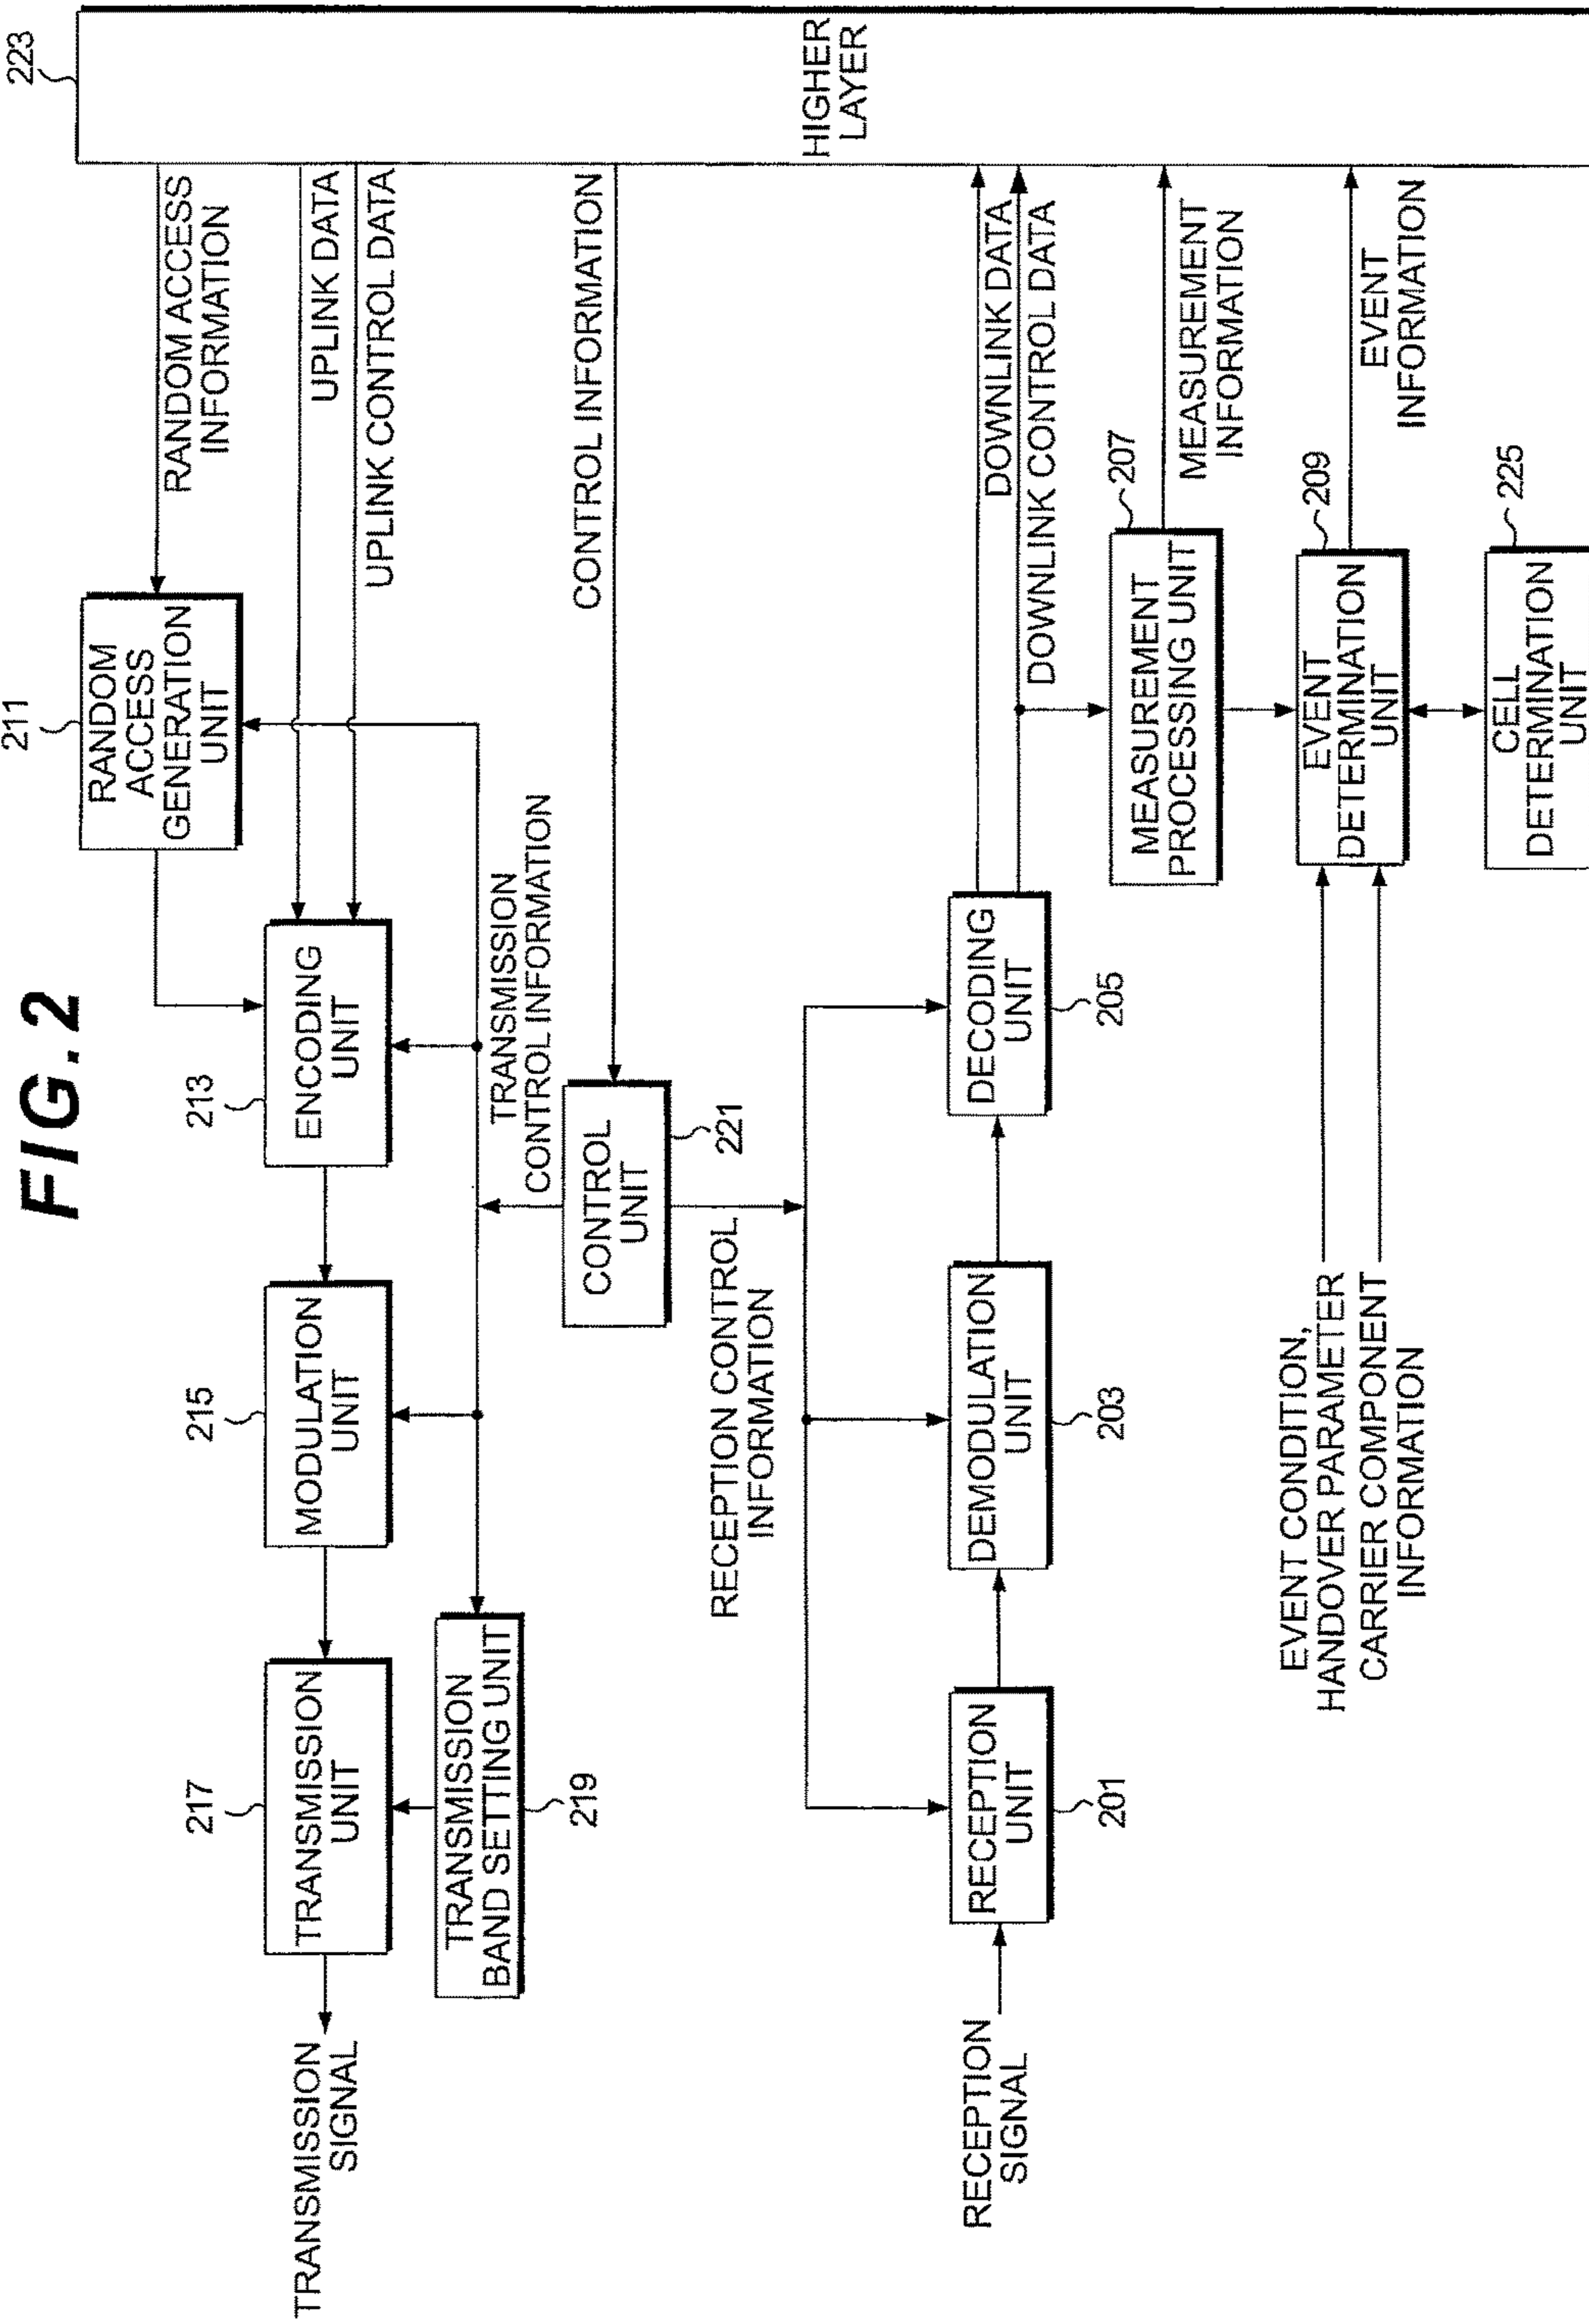 FIG.2
223
HIGHER
LAYER
211
RANDOM
ACCESS
GENERATION
UNIT
RANDOM ACCESS
INFORMATION
UPLINK DATA
UPLINK CONTROL DATA
213
ENCODING
UNIT
215
MODULATION
UNIT
217
TRANSMISSION
UNIT
TRANSMISSION
SIGNAL
TRANSMISSION
BAND SETTING UNIT
219
TRANSMISSION
CONTROL INFORMATION
CONTROL INFORMATION
CONTROL
UNIT
221
RECEPTION CONTROL
INFORMATION
RECEPTION
SIGNAL
RECEPTION
UNIT
201
DEMODULATION
UNIT
203
DECODING
UNIT
205
DOWNLINK DATA
DOWNLINK CONTROL DATA
MEASUREMENT
PROCESSING UNIT
207
MEASUREMENT
INFORMATION
EVENT CONDITION,
HANDOVER PARAMETER
CARRIER COMPONENT
INFORMATION
EVENT
DETERMINATION
UNIT
209
EVENT
INFORMATION
CELL
DETERMINATION
UNIT
225